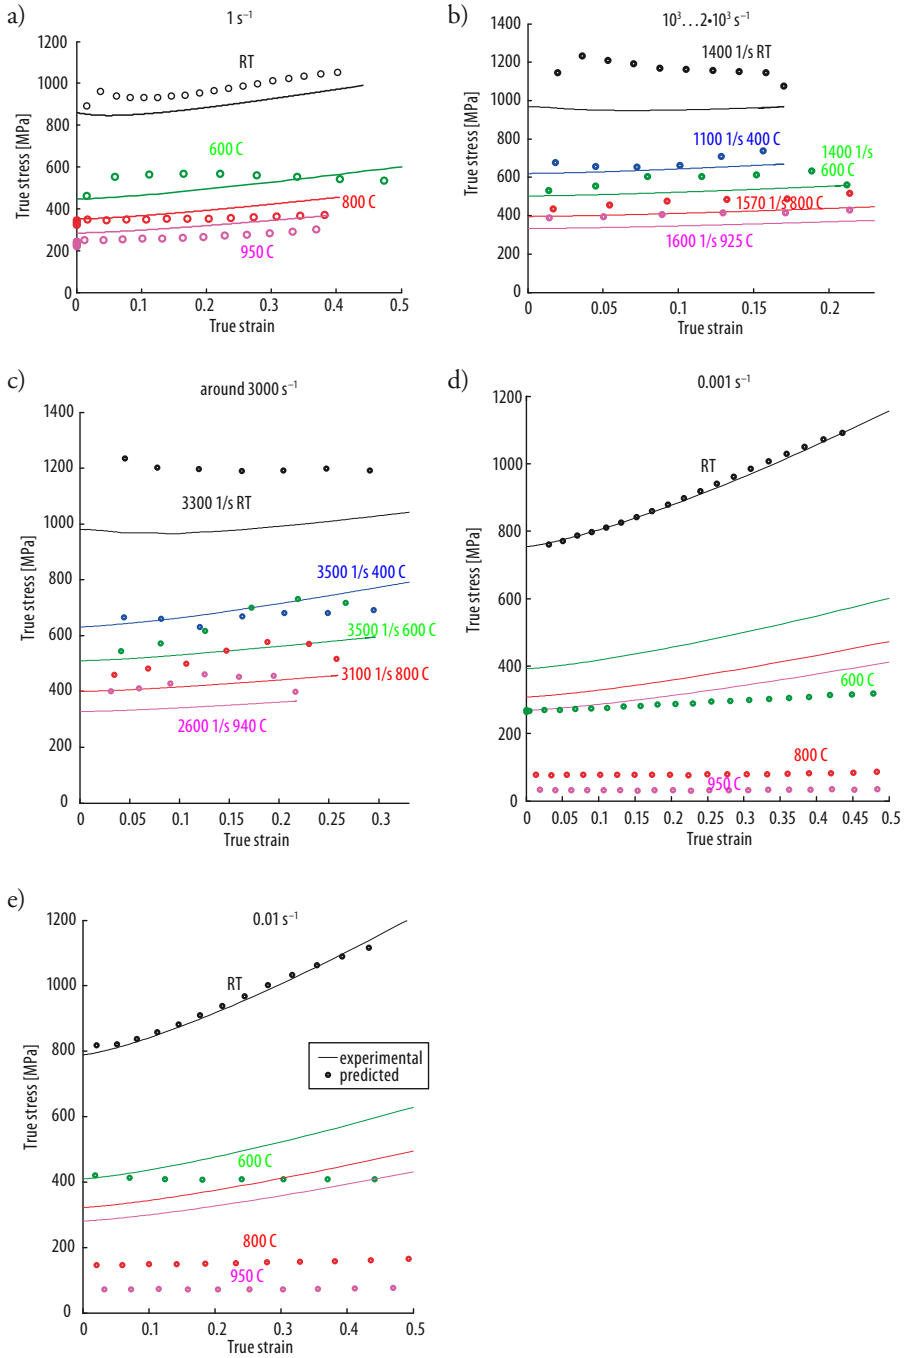 a)
1 s⁻¹
True stress [MPa]
1200
1000
800
600
400
200
0
RT
600 C
800 C
950 C
0
0.1
0.2
0.3
0.4
0.5
True strain
b)
10³…2•10³ s⁻¹
True stress [MPa]
1400
1200
1000
800
600
400
200
0
1400 1/s RT
1100 1/s 400 C
1400 1/s
600 C
1570 1/s 800 C
1600 1/s 925 C
0
0.05
0.1
0.15
0.2
True strain
c)
around 3000 s⁻¹
True stress [MPa]
1400
1200
1000
800
600
400
200
0
3300 1/s RT
3500 1/s 400 C
3500 1/s 600 C
3100 1/s 800 C
2600 1/s 940 C
0
0.05
0.1
0.15
0.2
0.25
0.3
True strain
d)
0.001 s⁻¹
True stress [MPa]
1200
1000
800
600
400
200
0
RT
600 C
800 C
950 C
0
0.05
0.1
0.15
0.2
0.25
0.3
0.35
0.4
0.45
0.5
True strain
e)
0.01 s⁻¹
True stress [MPa]
1200
1000
800
600
400
200
0
RT
experimental
predicted
600 C
800 C
950 C
0
0.1
0.2
0.3
0.4
0.5
True strain